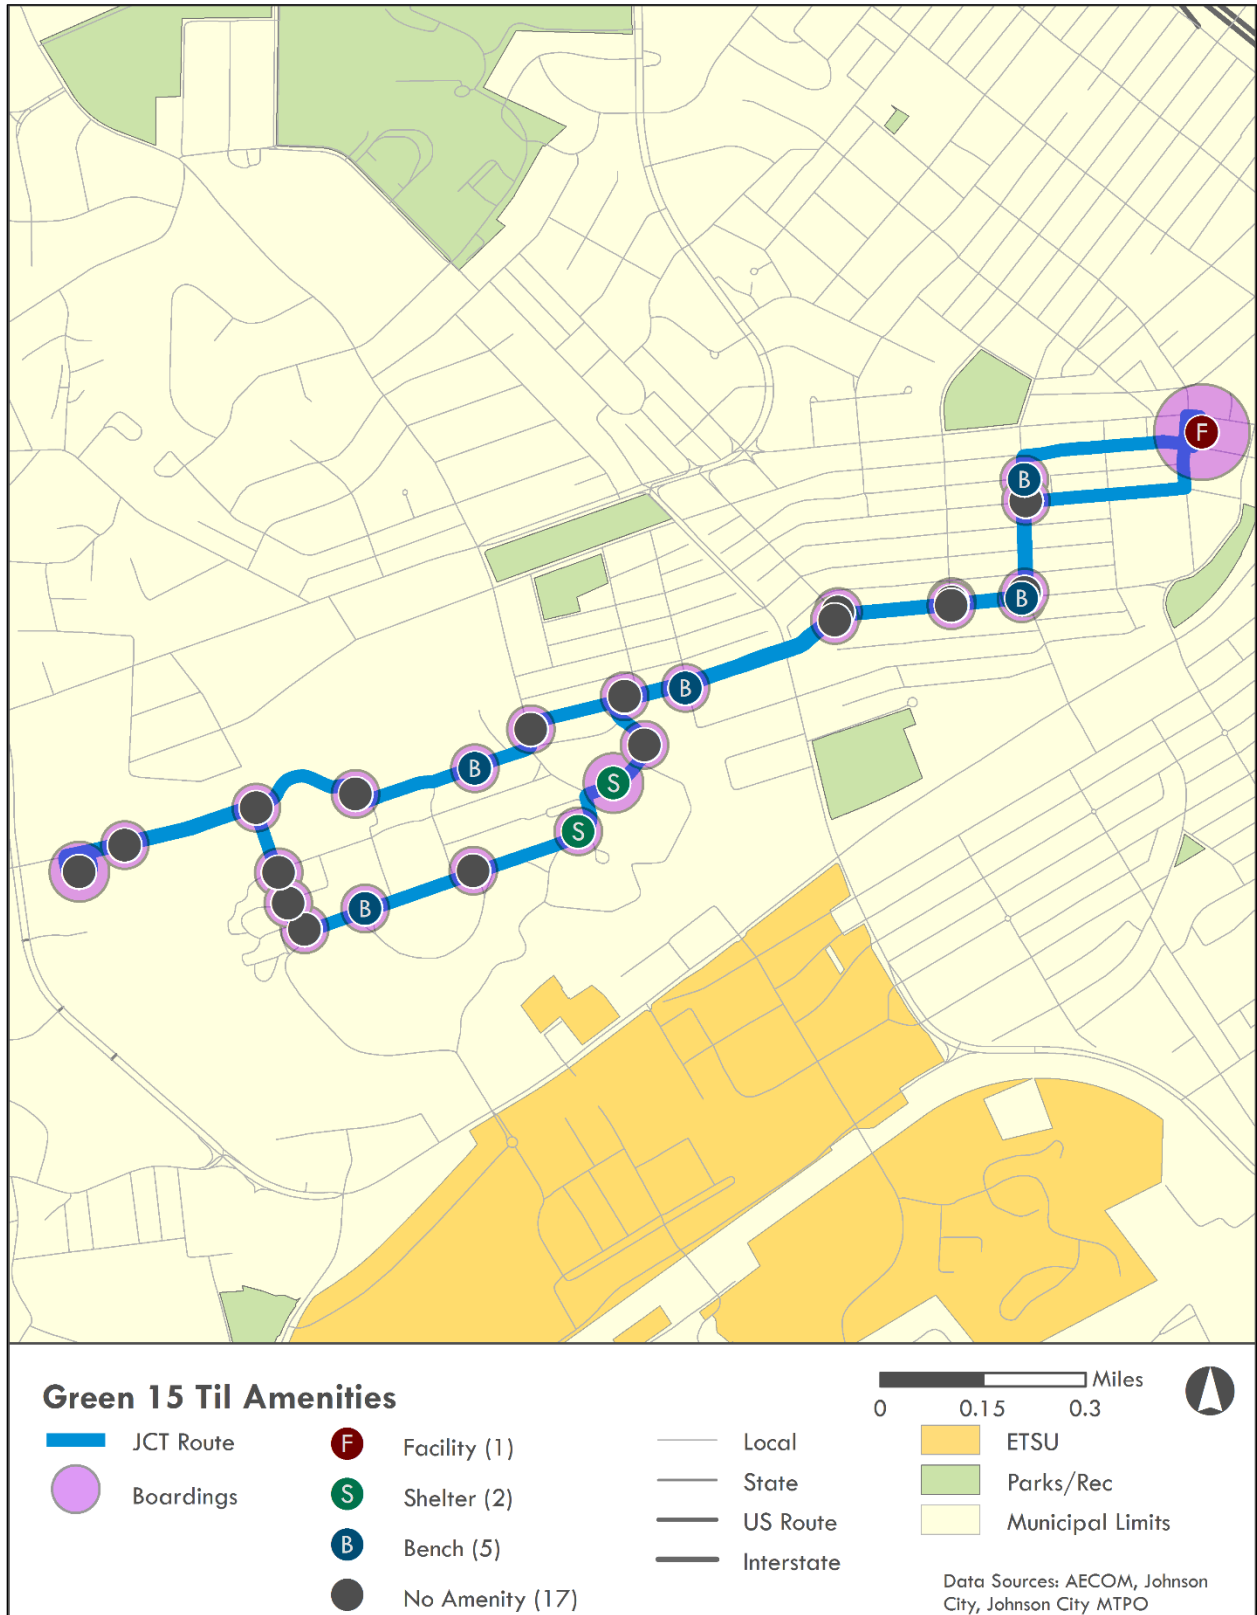 F
B
B
B
B
S
S
B
Green 15 Til Amenities
JCT Route
Boardings
F Facility (1)
S Shelter (2)
B Bench (5)
No Amenity (17)
Local
State
US Route
Interstate
Miles
0 0.15 0.3
ETSU
Parks/Rec
Municipal Limits
Data Sources: AECOM, Johnson
City, Johnson City MTPO